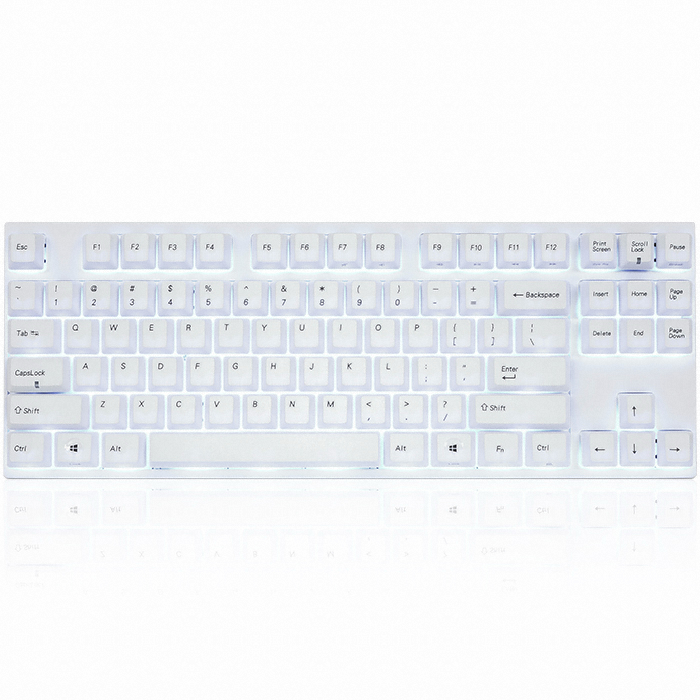 Esc F1 F2 F3 F4 F5 F6 F7 F8 F9 F10 F11 F12 Print Screen Scroll Lock Pause
~ ! @ # $ % ^ & * ( ) _ +
` 1 2 3 4 5 6 7 8 9 0 - = ← Backspace Insert Home Page Up
Tab Q W E R T Y U I O P { [ } ] | \ Delete End Page Down
CapsLock A S D F G H J K L : ; " ' Enter
⇧ Shift Z X C V B N M < , > . ? / ⇧ Shift ↑
Ctrl Alt Alt Fn Ctrl ← ↓ →